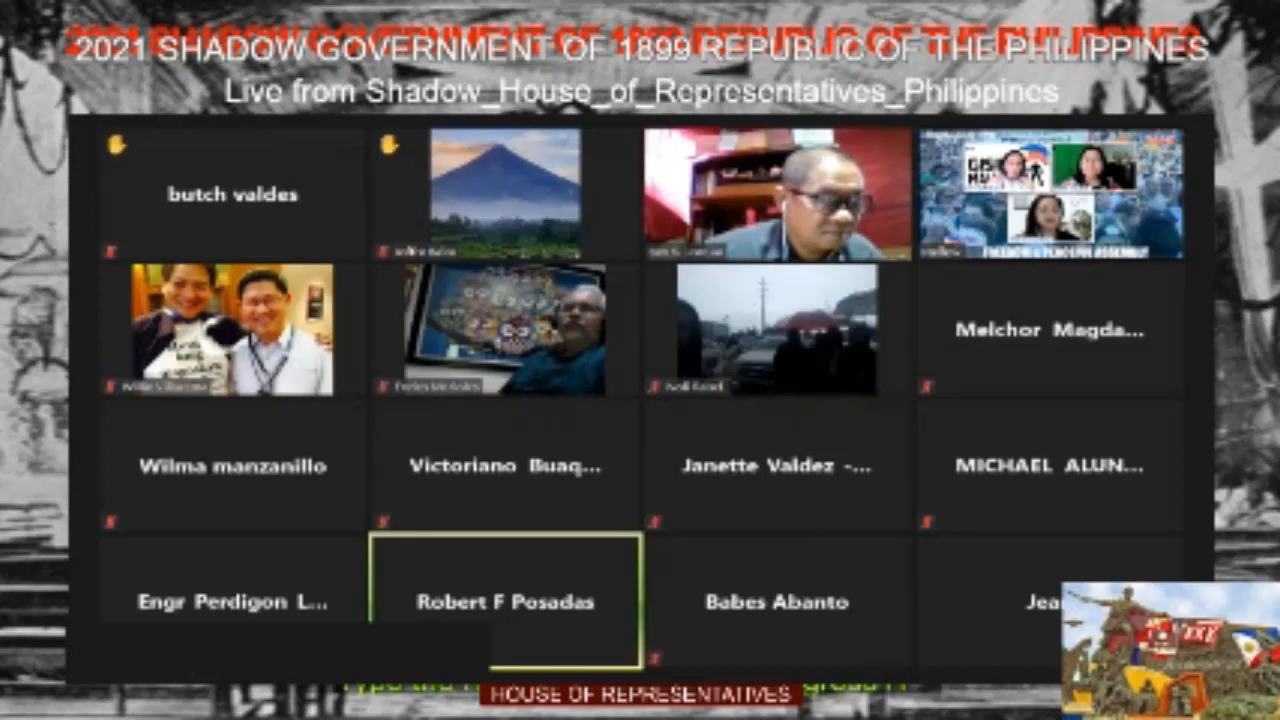 2021 SHADOW GOVERNMENT OF 1899 REPUBLIC OF THE PHILIPPINES
Live from Shadow_House_of_Representatives_Philippines
butch valdes
Melchor Magda...
Wilma manzanillo
Victoriano Buaq...
Janette Valdez -...
MICHAEL ALUN...
Engr Perdigon L...
Robert F Posadas
Babes Abanto
Jea
HOUSE OF REPRESENTATIVES